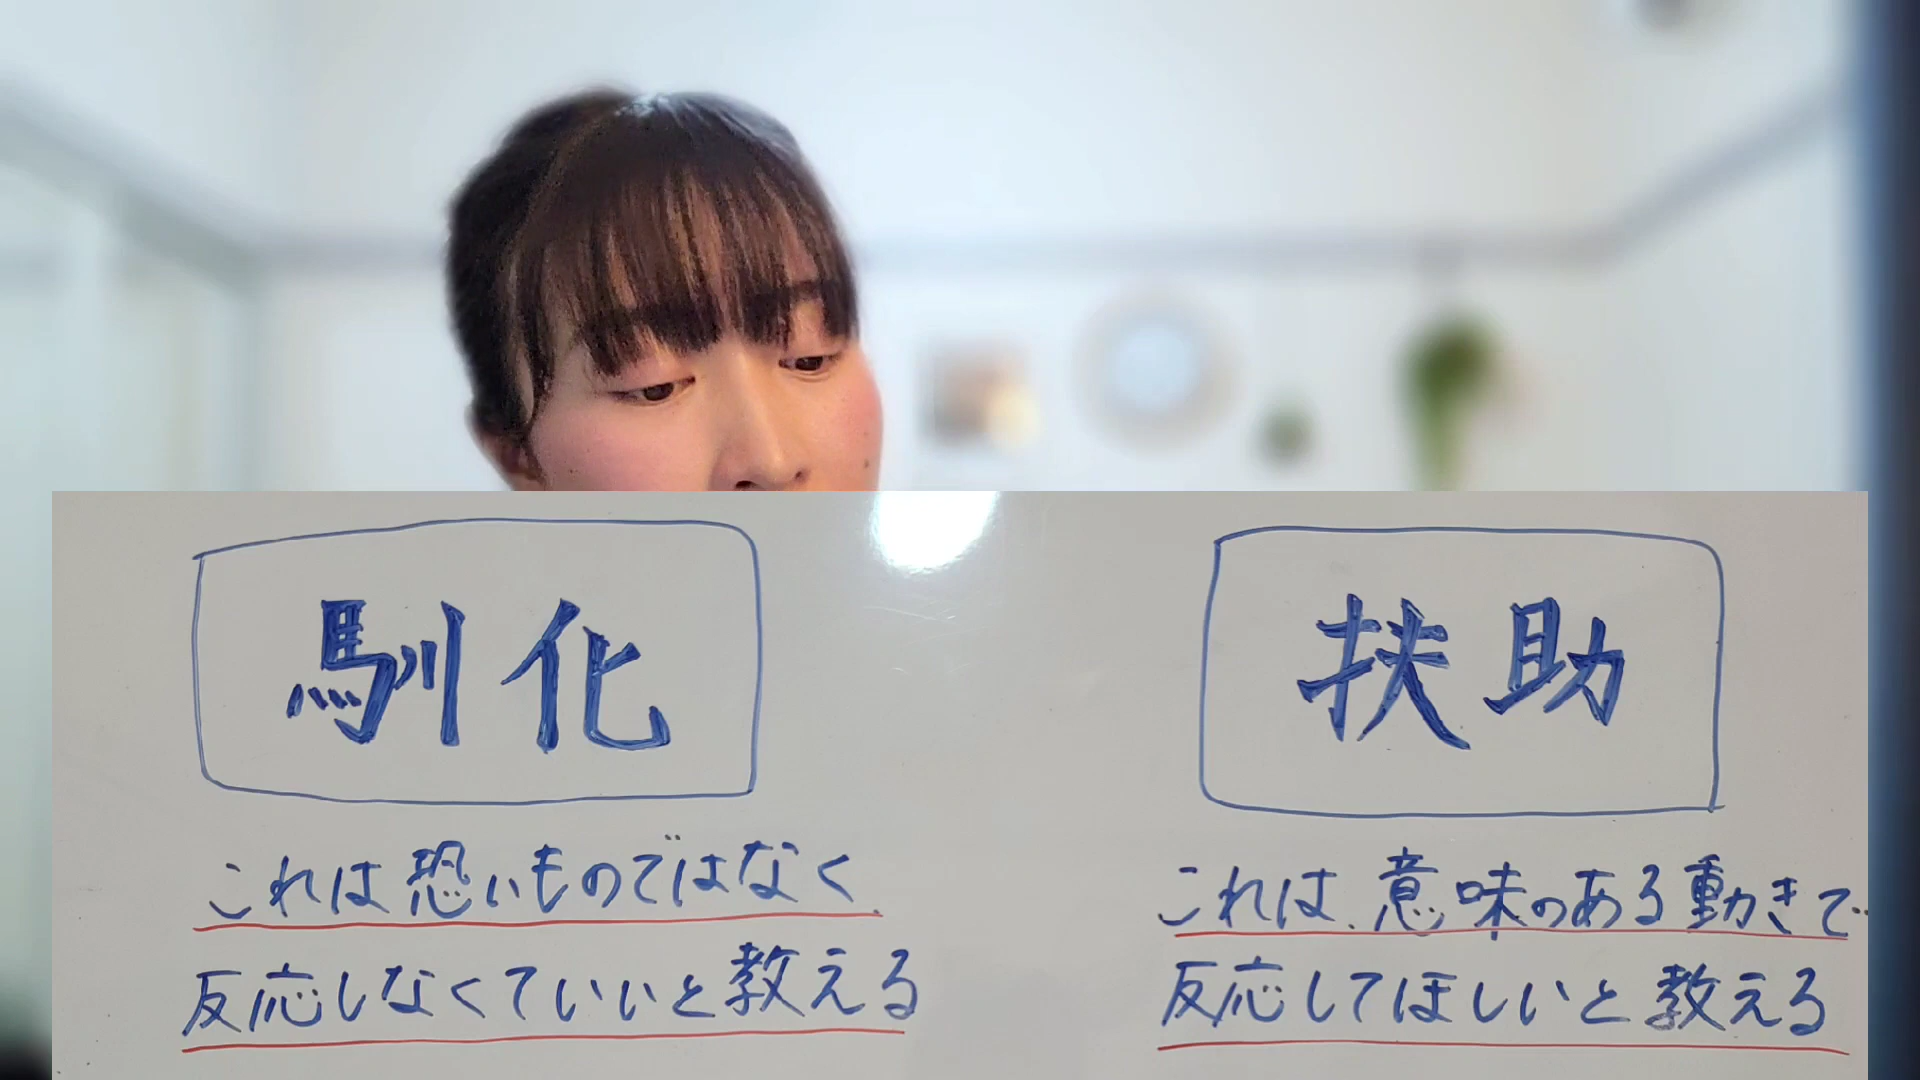 馴化
これは恐いものではなく
反応しなくていいと教える
扶助
これは、意味のある動きで
反応してほしいと教える